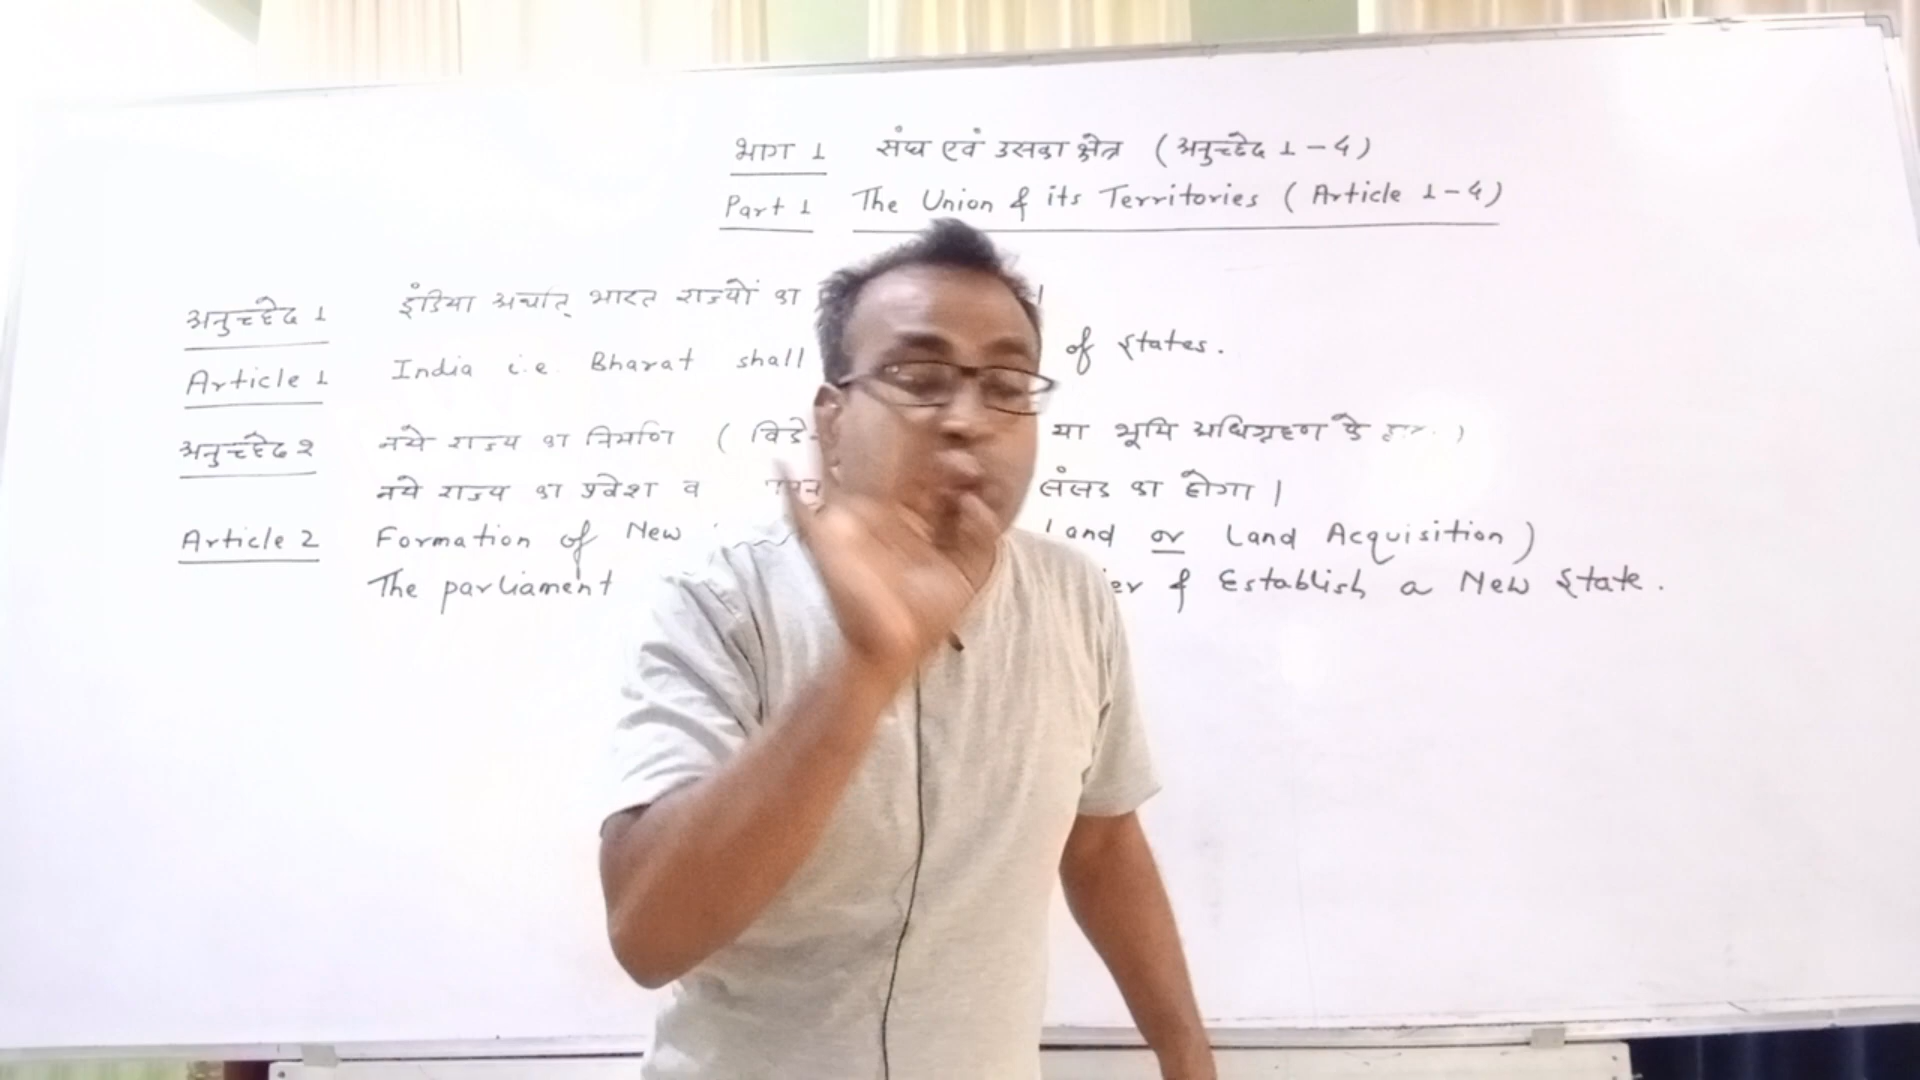 भाग 1 संघ एवं उसका क्षेत्र (अनुच्छेद 1-4)
Part 1 The Union & its Territories (Article 1-4)
अनुच्छेद 1 इंडिया अर्थात् भारत राज्यों का
Article 1 India i.e. Bharat shall of States.
अनुच्छेद 2 नये राज्य का निर्माण ( या भूमि अधिग्रहण के )
नये राज्य का प्रवेश व संसद का होगा।
Article 2 Formation of New Land or Land Acquisition)
The parliament & Establish a New State.